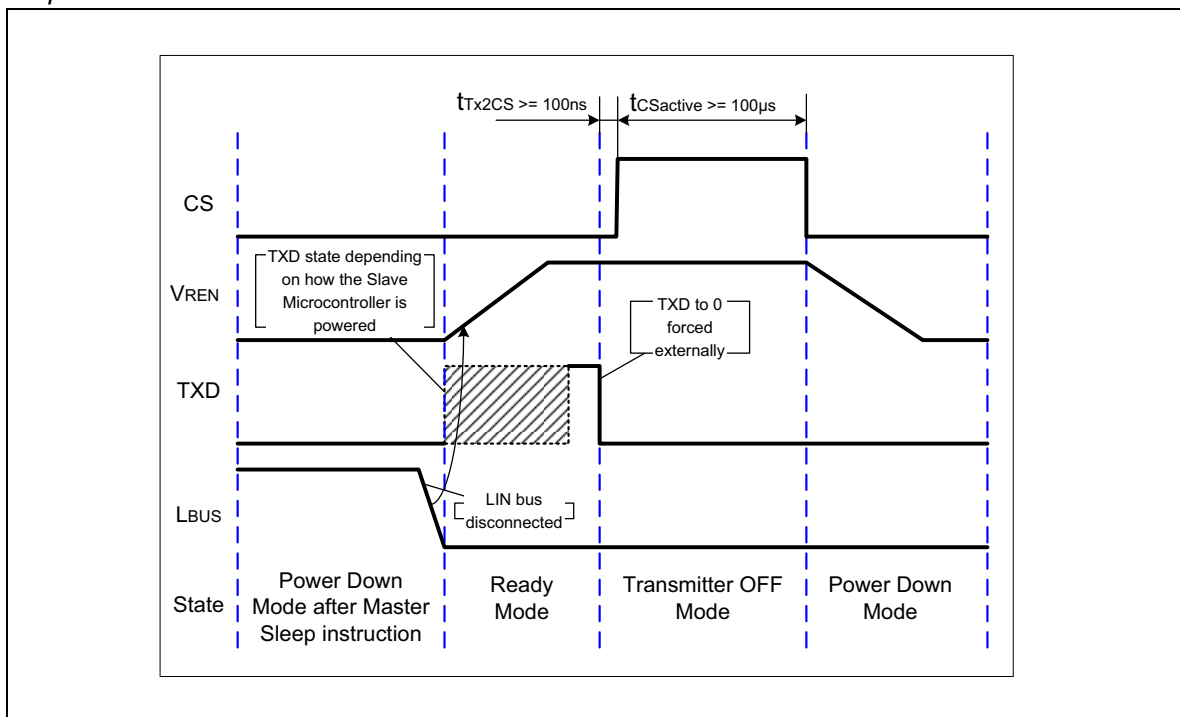 tTx2CS >= 100ns
tCSactive >= 100µs
CS
TXD state depending
on how the Slave
Microcontroller is
powered
VREN
TXD to 0
forced
externally
TXD
LIN bus
disconnected
LBUS
State
Power Down
Mode after Master
Sleep instruction
Ready
Mode
Transmitter OFF
Mode
Power Down
Mode